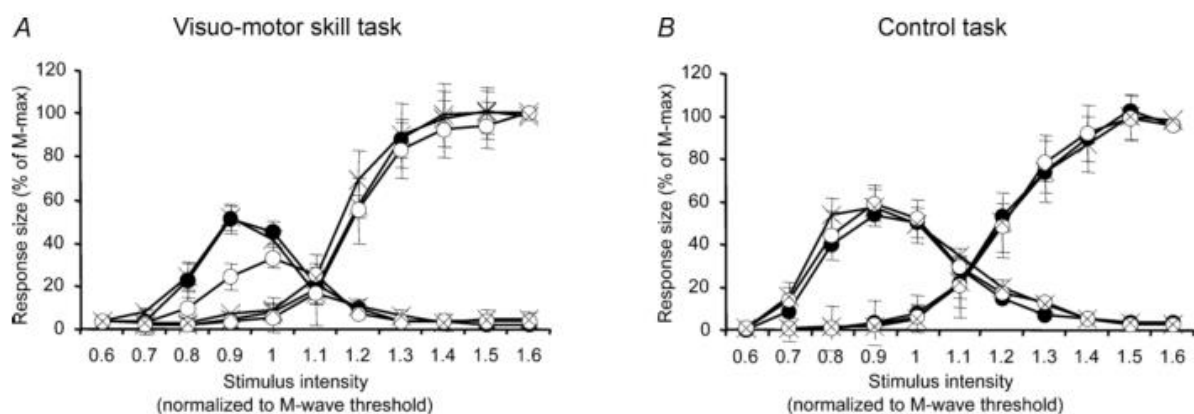 A Visuo-motor skill task
Response size (% of M-max)
120
100
80
60
40
20
0
0.6 0.7 0.8 0.9 1 1.1 1.2 1.3 1.4 1.5 1.6
Stimulus intensity
(normalized to M-wave threshold)
B Control task
Response size (% of M-max)
120
100
80
60
40
20
0
0.6 0.7 0.8 0.9 1 1.1 1.2 1.3 1.4 1.5 1.6
Stimulus intensity
(normalized to M-wave threshold)